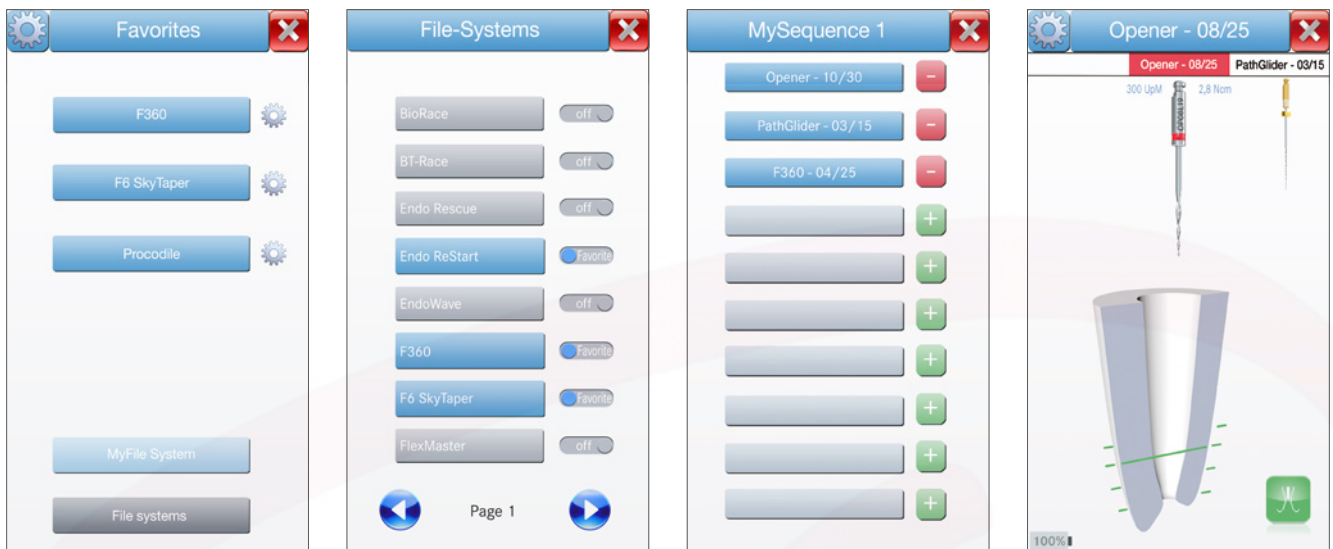 Favorites
F360
F6 SkyTaper
Procodile
MyFile System
File systems
File-Systems
BioRace
off
BT-Race
off
Endo Rescue
off
Endo ReStart
Favorite
EndoWave
off
F360
Favorite
F6 SkyTaper
Favorite
FlexMaster
off
Page 1
MySequence 1
Opener - 10/30
PathGlider - 03/15
F360 - 04/25
Opener - 08/25
Opener - 08/25 PathGlider - 03/15
300 UpM 2,8 Ncm
OP08L19
100%